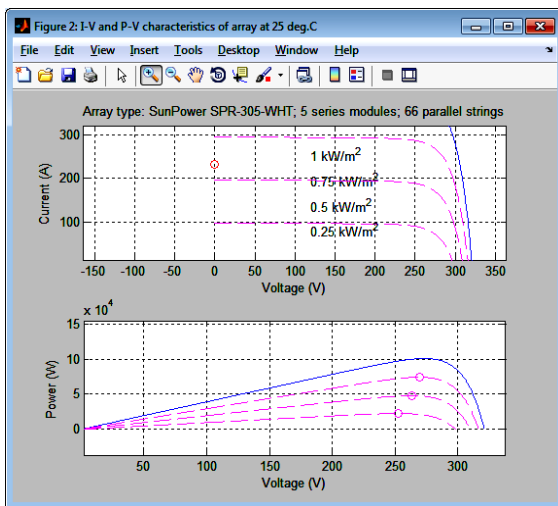 Figure 2: I-V and P-V characteristics of array at 25 deg.C
File Edit View Insert Tools Desktop Window Help
Array type: SunPower SPR-305-WHT; 5 series modules; 66 parallel strings
300
200
100
Current (A)
1 kW/m2
0.75 kW/m2
0.5 kW/m2
0.25 kW/m2
-150 -100 -50 0 50 100 150 200 250 300 350
Voltage (V)
x 10^4
15
10
5
0
Power (W)
50 100 150 200 250 300
Voltage (V)